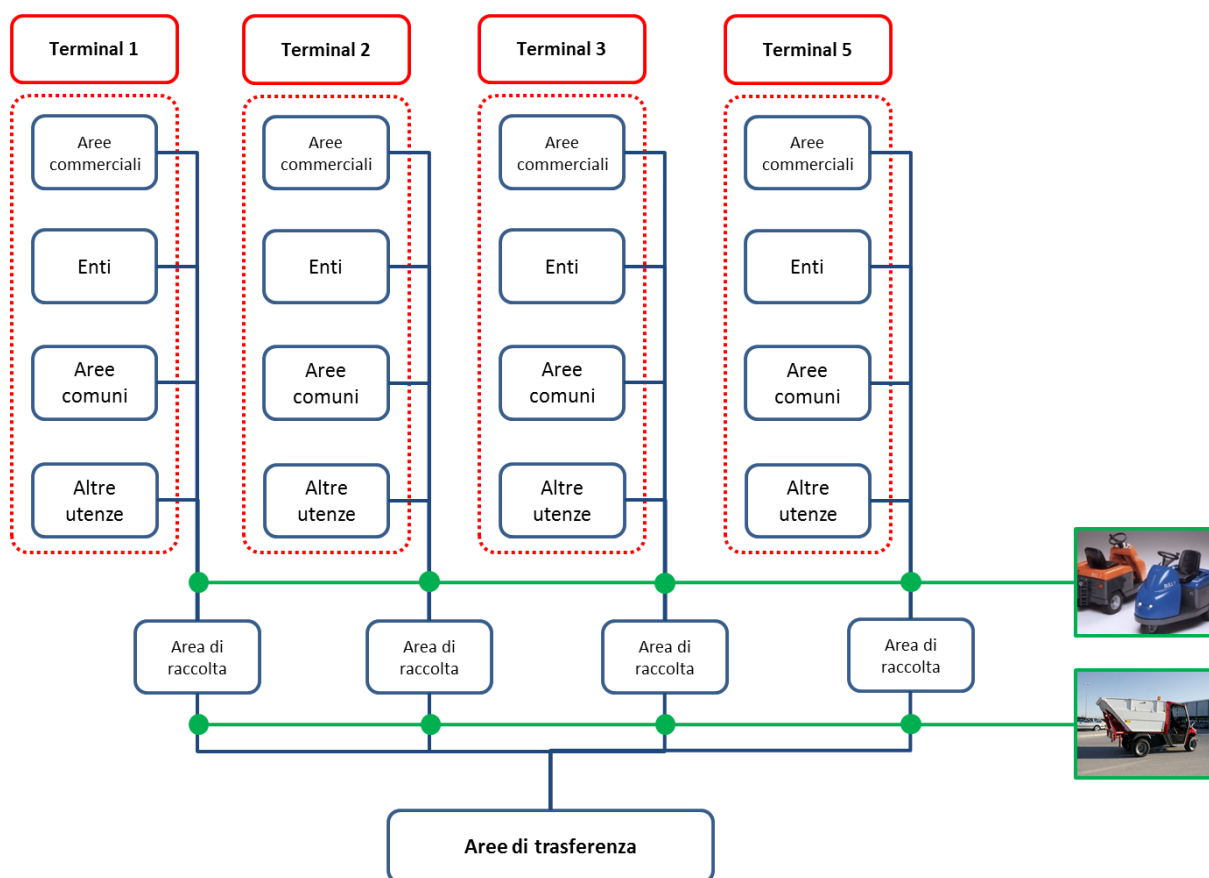 Terminal 1
Terminal 2
Terminal 3
Terminal 5
Aree
commerciali
Aree
commerciali
Aree
commerciali
Aree
commerciali
Enti
Enti
Enti
Enti
Aree
comuni
Aree
comuni
Aree
comuni
Aree
comuni
Altre
utenze
Altre
utenze
Altre
utenze
Altre
utenze
Area di
raccolta
Area di
raccolta
Area di
raccolta
Area di
raccolta
Aree di trasferenza